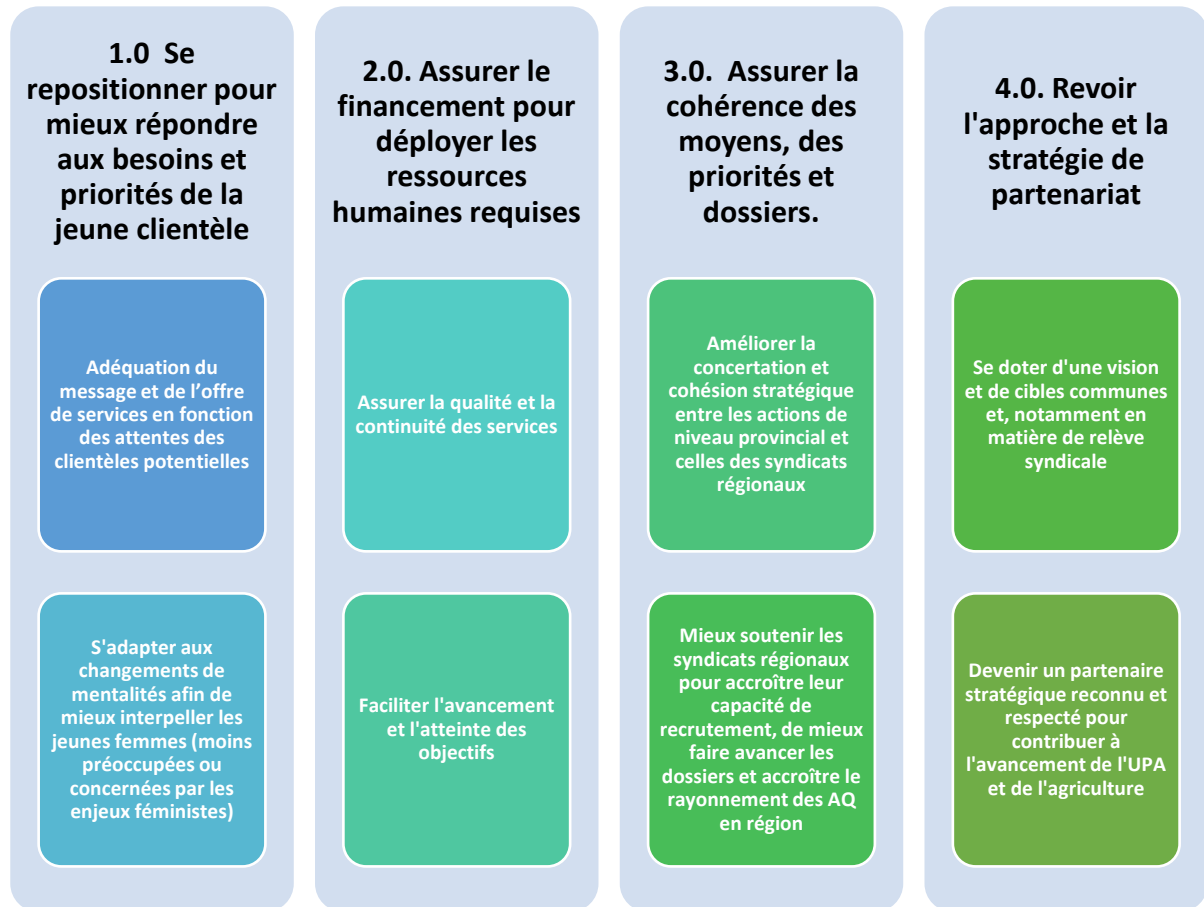 1.0 Se
repositionner pour
mieux répondre
aux besoins et
priorités de la
jeune clientèle
Adéquation du
message et de l’offre
de services en fonction
des attentes des
clientèles potentielles
S'adapter aux
changements de
mentalités afin de
mieux interpeller les
jeunes femmes (moins
préoccupées ou
concernées par les
enjeux féministes)
2.0. Assurer le
financement pour
déployer les
ressources
humaines requises
Assurer la qualité et la
continuité des services
Faciliter l'avancement
et l'atteinte des
objectifs
3.0. Assurer la
cohérence des
moyens, des
priorités et
dossiers.
Améliorer la
concertation et
cohésion stratégique
entre les actions de
niveau provincial et
celles des syndicats
régionaux
Mieux soutenir les
syndicats régionaux
pour accroître leur
capacité de
recrutement, de mieux
faire avancer les
dossiers et accroître le
rayonnement des AQ
en région
4.0. Revoir
l'approche et la
stratégie de
partenariat
Se doter d'une vision
et de cibles communes
et, notamment en
matière de relève
syndicale
Devenir un partenaire
stratégique reconnu et
respecté pour
contribuer à
l'avancement de l'UPA
et de l'agriculture